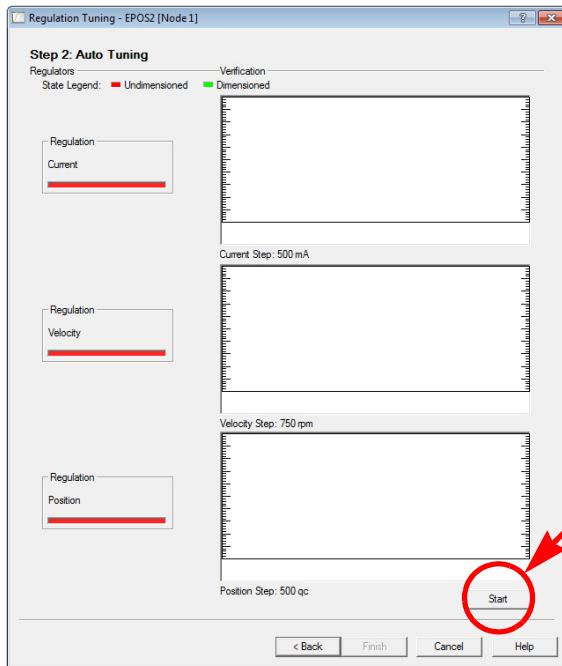 Regulation Tuning - EPOS2 [Node 1]
Step 2: Auto Tuning
Regulators
Verification
State Legend: Undimensioned Dimensioned
Regulation
Current
Current Step: 500 mA
Regulation
Velocity
Velocity Step: 750 rpm
Regulation
Position
Position Step: 500 qc
Start
< Back
Finish
Cancel
Help